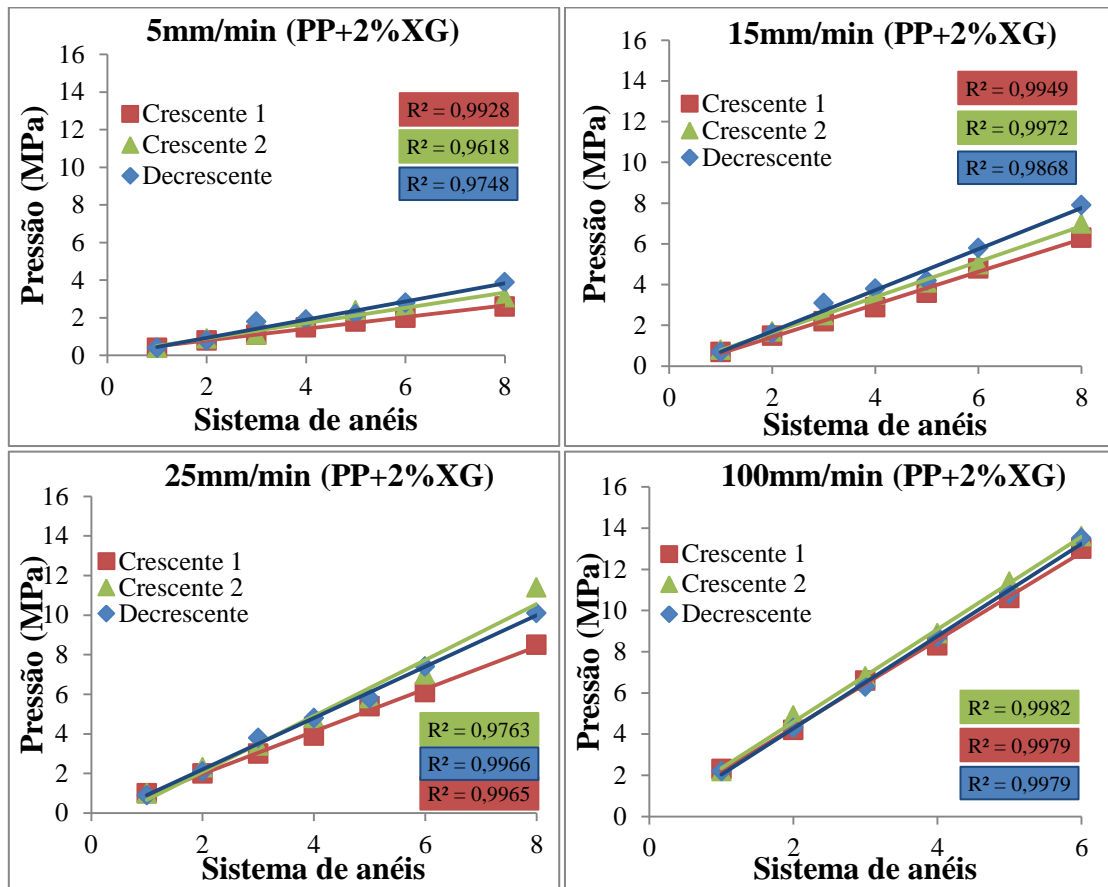 5mm/min (PP+2%XG)
Pressão (MPa)
16
14
12
10
8
6
4
2
0
Crescente 1
Crescente 2
Decrescente
R² = 0,9928
R² = 0,9618
R² = 0,9748
0 2 4 6 8
Sistema de anéis
15mm/min (PP+2%XG)
Pressão (MPa)
16
14
12
10
8
6
4
2
0
Crescente 1
Crescente 2
Decrescente
R² = 0,9949
R² = 0,9972
R² = 0,9868
0 2 4 6 8
Sistema de anéis
25mm/min (PP+2%XG)
Pressão (MPa)
16
14
12
10
8
6
4
2
0
Crescente 1
Crescente 2
Decrescente
R² = 0,9763
R² = 0,9966
R² = 0,9965
0 2 4 6 8
Sistema de anéis
100mm/min (PP+2%XG)
Pressão (MPa)
16
14
12
10
8
6
4
2
0
Crescente 1
Crescente 2
Decrescente
R² = 0,9982
R² = 0,9979
R² = 0,9979
0 2 4 6
Sistema de anéis